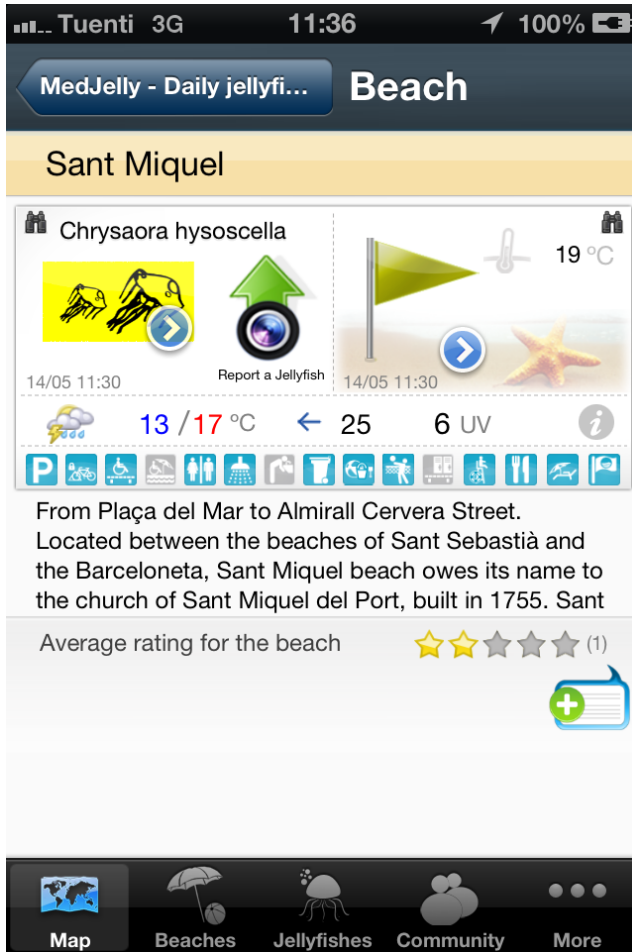 Tuenti 3G 11:36 100%
MedJelly - Daily jellyfi... Beach
Sant Miquel
Chrysaora hysoscella
19 °C
Report a Jellyfish
14/05 11:30
14/05 11:30
13 / 17 °C ← 25 6 UV i
P
From Plaça del Mar to Almirall Cervera Street.
Located between the beaches of Sant Sebastià and
the Barceloneta, Sant Miquel beach owes its name to
the church of Sant Miquel del Port, built in 1755. Sant
Average rating for the beach (1)
Map Beaches Jellyfishes Community More